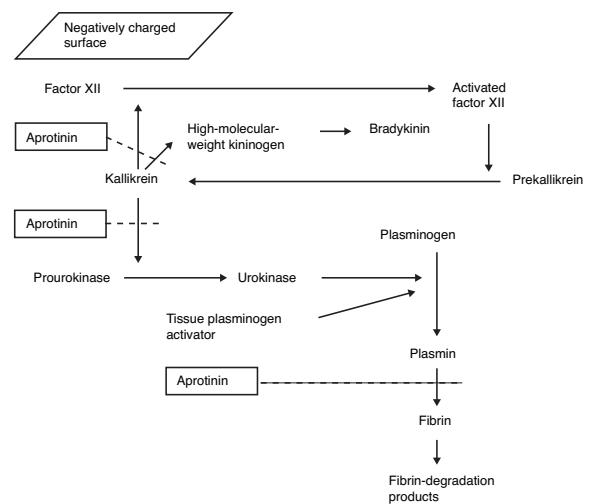 Negatively charged
surface
Factor XII
Activated
factor XII
Aprotinin
High-molecular-
weight kininogen
Bradykinin
Kallikrein
Prekallikrein
Aprotinin
Plasminogen
Prourokinase
Urokinase
Tissue plasminogen
activator
Plasmin
Aprotinin
Fibrin
Fibrin-degradation
products